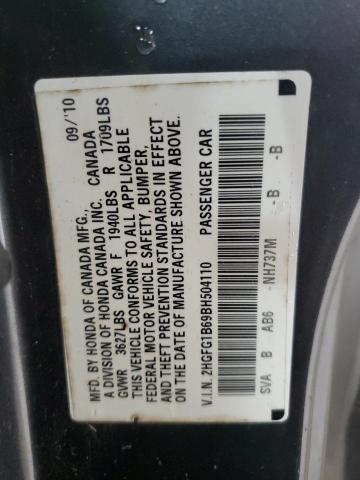 MFD. BY HONDA OF CANADA MFG., 09/'10
A DIVISION OF HONDA CANADA INC. CANADA
GVWR 3627LBS GAWR F 1940LBS R 1709LBS
THIS VEHICLE CONFORMS TO ALL APPLICABLE
FEDERAL MOTOR VEHICLE SAFETY, BUMPER,
AND THEFT PREVENTION STANDARDS IN EFFECT
ON THE DATE OF MANUFACTURE SHOWN ABOVE.
V.I.N. 2HGFG1B69BH504110 PASSENGER CAR
SVA B AB6 -NH737M -B -B